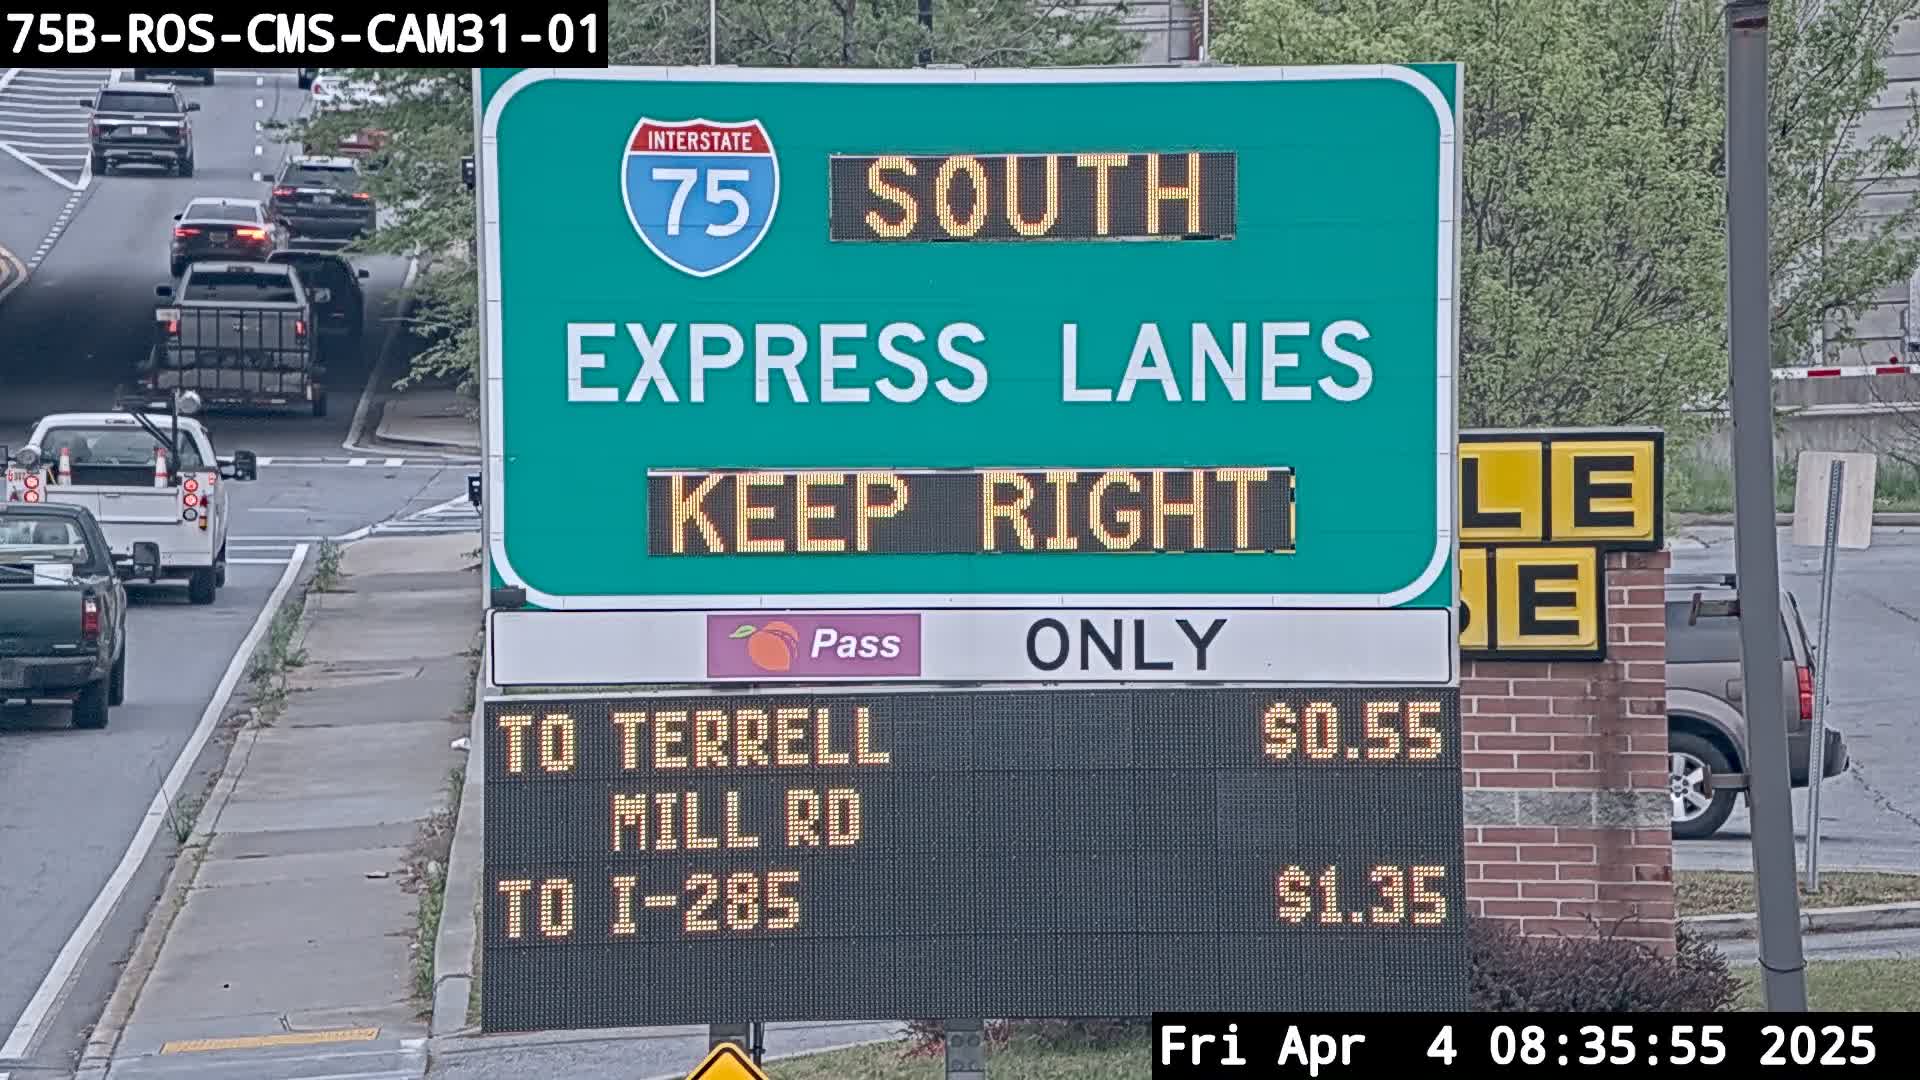 75B-ROS-CMS-CAM31-01
INTERSTATE
75
SOUTH
EXPRESS LANES
KEEP RIGHT
Pass ONLY
TO TERRELL $0.55
MILL RD
TO I-285 $1.35
LE
E
Fri Apr 4 08:35:55 2025